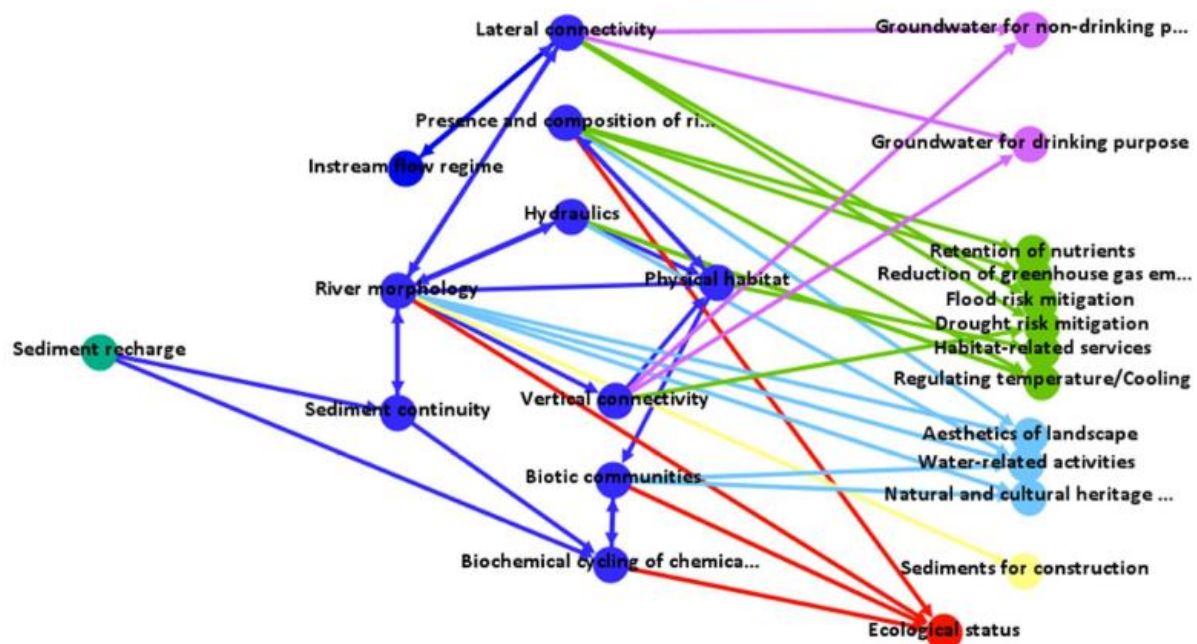 Lateral connectivity
Groundwater for non-drinking p...
Presence and composition of ri...
Groundwater for drinking purpose
Instream flow regime
Hydraulics
Retention of nutrients
Reduction of greenhouse gas em...
River morphology
Physical habitat
Flood risk mitigation
Drought risk mitigation
Sediment recharge
Habitat-related services
Regulating temperature/Cooling
Sediment continuity
Vertical connectivity
Aesthetics of landscape
Water-related activities
Biotic communities
Natural and cultural heritage ...
Biochemical cycling of chemica...
Sediments for construction
Ecological status